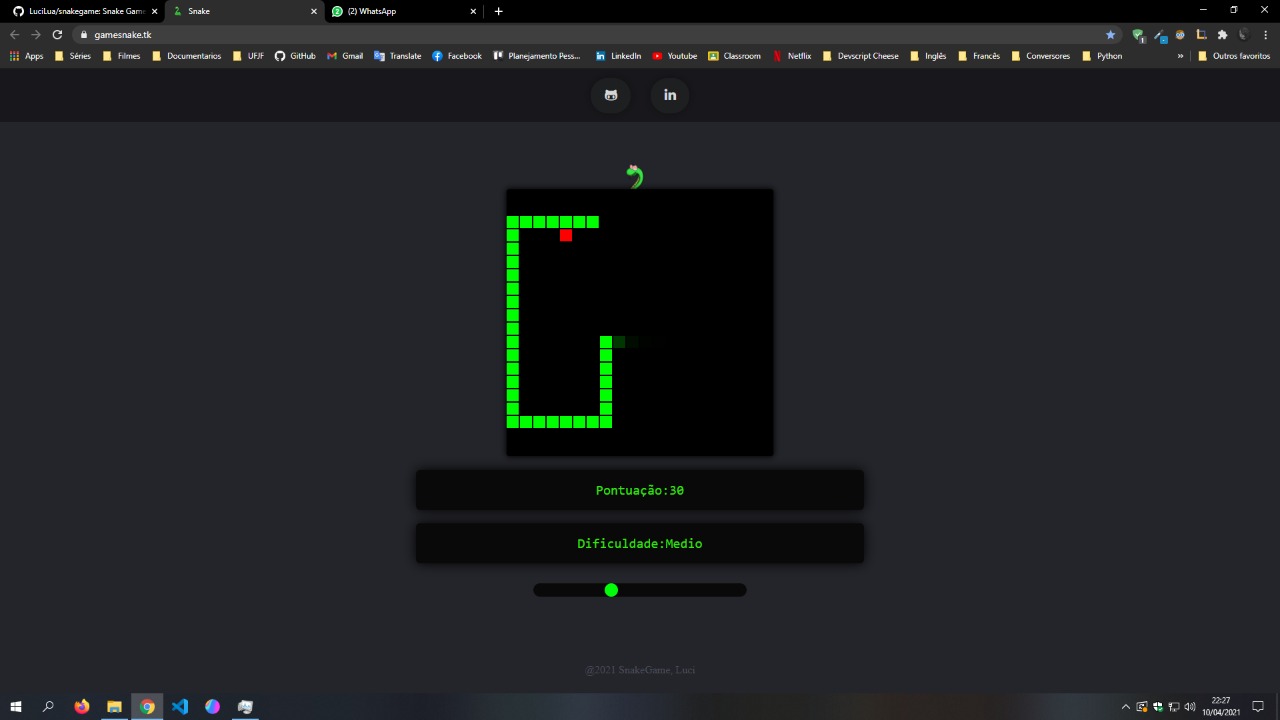 LuciLua/snakegame: Snake Game
Snake
(2) WhatsApp
gamesnake.tk
Apps
Séries
Filmes
Documentarios
UFJF
GitHub
Gmail
Translate
Facebook
Planejamento Pess...
LinkedIn
Youtube
Classroom
Netflix
Devscript Cheese
Inglês
Francês
Conversores
Python
»
Outros favoritos
in
Pontuação:30
Dificuldade:Medio
@2021 SnakeGame, Luci
22:27
10/04/2021